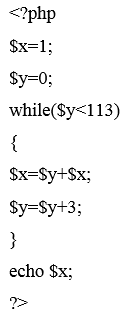 <?php
$x=1;
$y=0;
while($y<113)
{
$x=$y+$x;
$y=$y+3;
}
echo $x;
?>